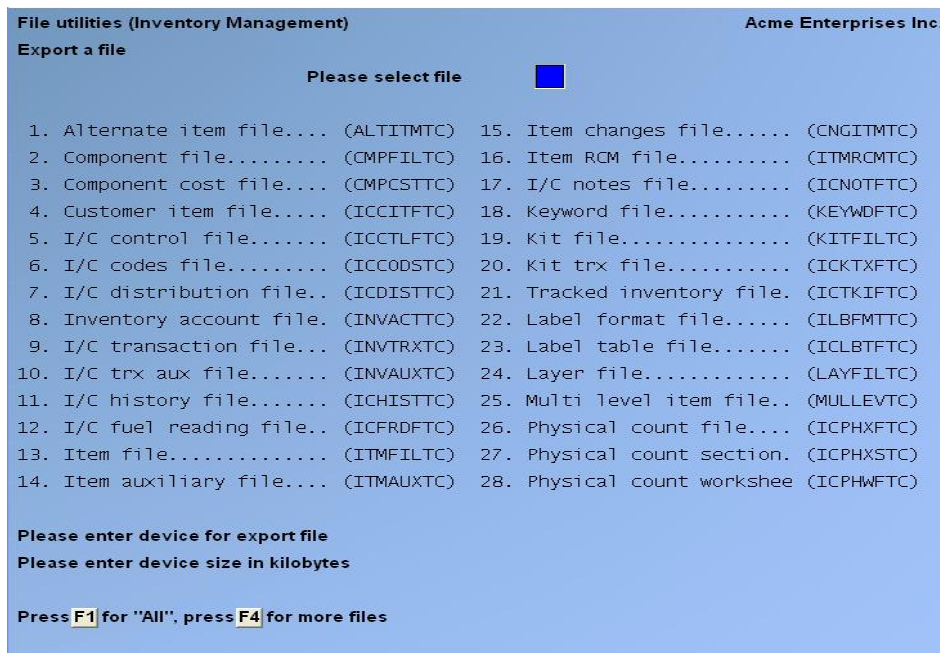 File utilities (Inventory Management) Acme Enterprises Inc.
Export a file
Please select file
1. Alternate item file.... (ALTITMTC) 15. Item changes file...... (CNGITMTC)
2. Component file......... (CMPFILTC) 16. Item RCM file.......... (ITMRCMTC)
3. Component cost file.... (CMPCSTTC) 17. I/C notes file......... (ICNOTFTC)
4. Customer item file..... (ICCITFTC) 18. Keyword file........... (KEYWDFTC)
5. I/C control file....... (ICCTLFTC) 19. Kit file............... (KITFILTC)
6. I/C codes file......... (ICCODSTC) 20. Kit trx file........... (ICKTXFTC)
7. I/C distribution file.. (ICDISTTC) 21. Tracked inventory file. (ICTKIFTC)
8. Inventory account file. (INVACTTC) 22. Label format file...... (ILBFMTTC)
9. I/C transaction file... (INVTRXTC) 23. Label table file....... (ICLBTFTC)
10. I/C trx aux file....... (INVAUXTC) 24. Layer file............. (LAYFILTC)
11. I/C history file....... (ICHISTTC) 25. Multi level item file.. (MULLEVTC)
12. I/C fuel reading file.. (ICFRDFTC) 26. Physical count file.... (ICPHXFTC)
13. Item file.............. (ITMFILTC) 27. Physical count section. (ICPHXSTC)
14. Item auxiliary file.... (ITMAUXTC) 28. Physical count workshee (ICPHWFTC)
Please enter device for export file
Please enter device size in kilobytes
Press F1 for "All", press F4 for more files